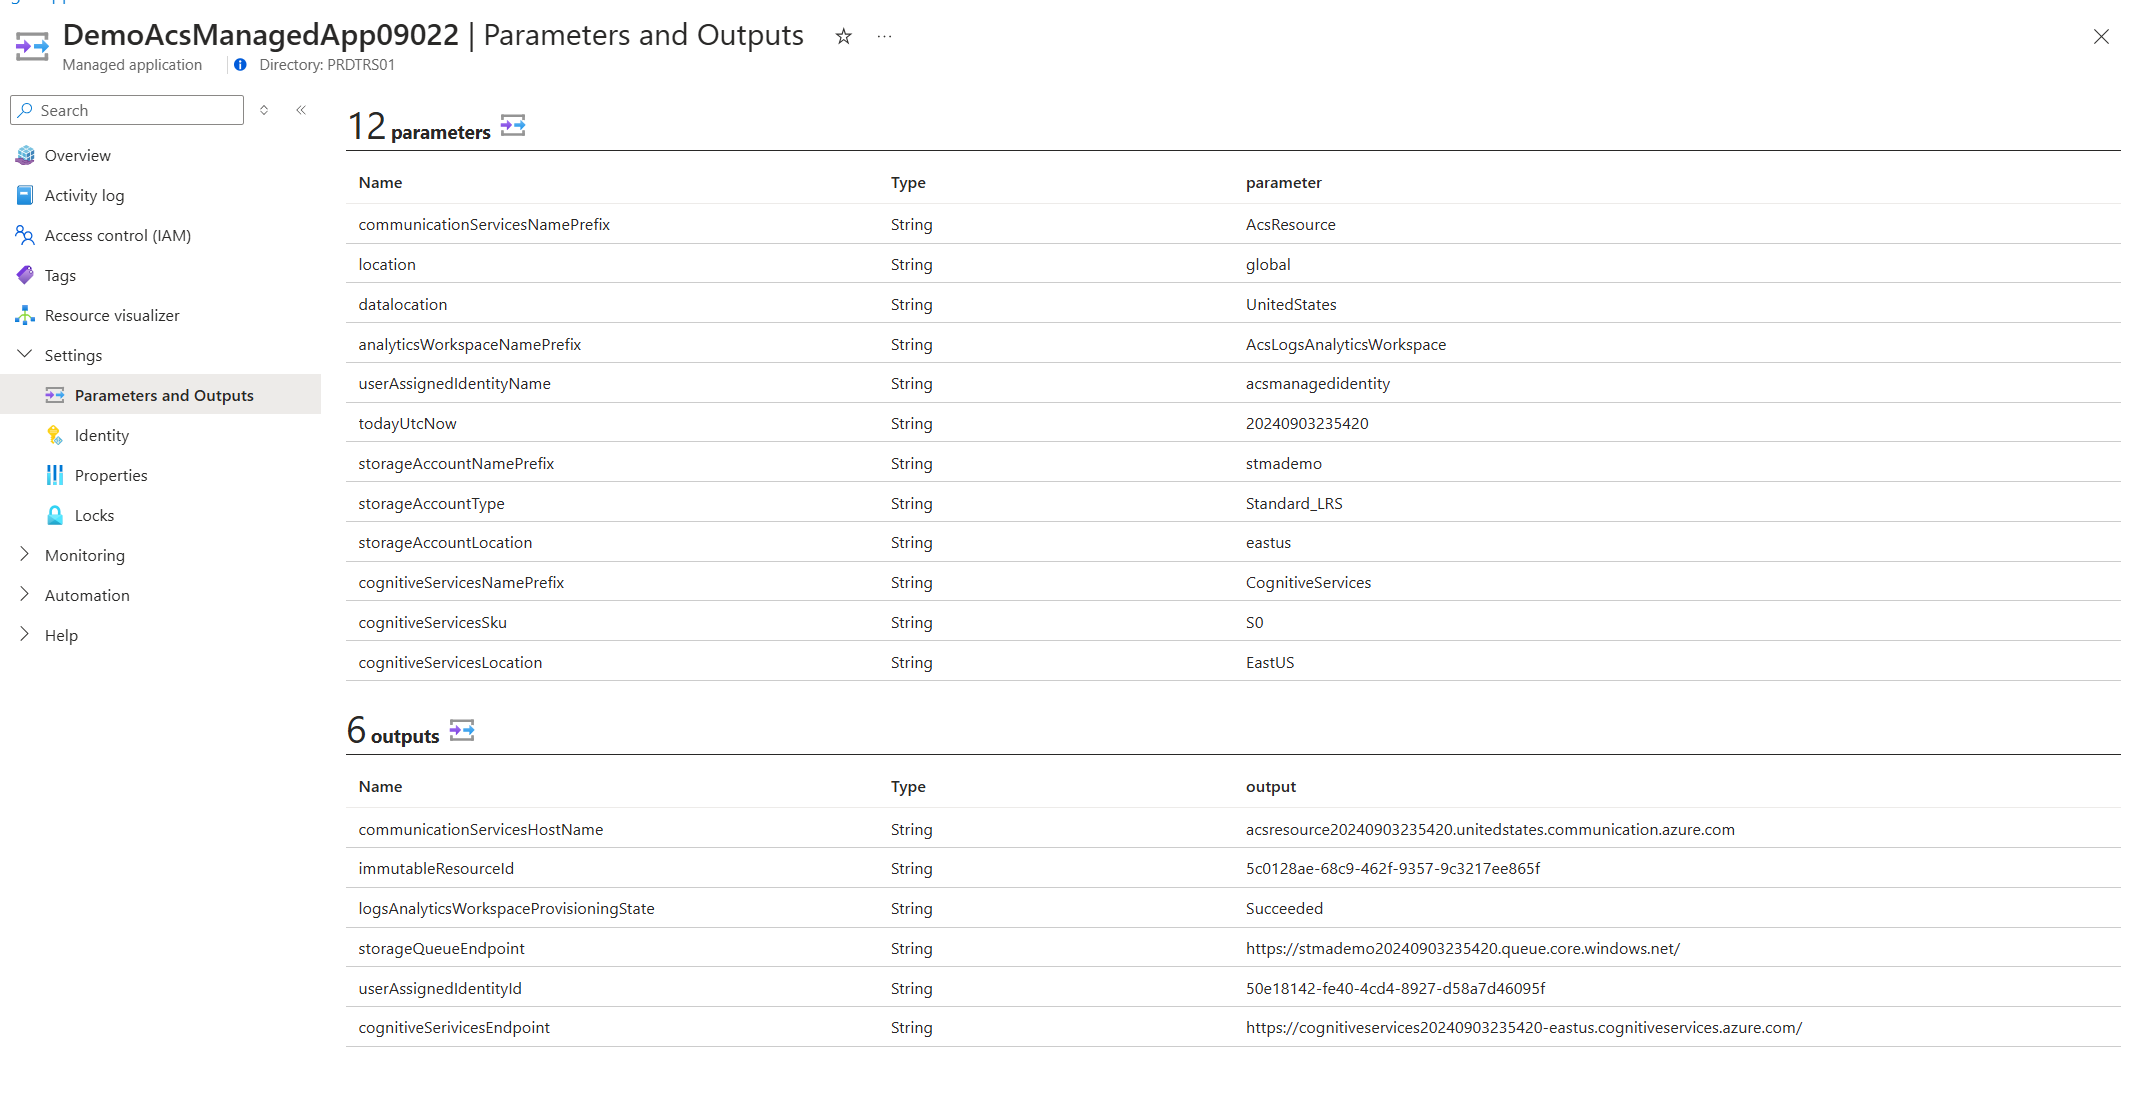 DemoAcsManagedApp09022 | Parameters and Outputs
Managed application
Directory: PRDTRS01
Search
Overview
Activity log
Access control (IAM)
Tags
Resource visualizer
Settings
Parameters and Outputs
Identity
Properties
Locks
Monitoring
Automation
Help
12 parameters
Name Type parameter
communicationServicesNamePrefix String AcsResource
location String global
datalocation String UnitedStates
analyticsWorkspaceNamePrefix String AcsLogsAnalyticsWorkspace
userAssignedIdentityName String acsmanagedidentity
todayUtcNow String 20240903235420
storageAccountNamePrefix String stmademo
storageAccountType String Standard_LRS
storageAccountLocation String eastus
cognitiveServicesNamePrefix String CognitiveServices
cognitiveServicesSku String S0
cognitiveServicesLocation String EastUS
6 outputs
Name Type output
communicationServicesHostName String acsresource20240903235420.unitedstates.communication.azure.com
immutableResourceId String 5c0128ae-68c9-462f-9357-9c3217ee865f
logsAnalyticsWorkspaceProvisioningState String Succeeded
storageQueueEndpoint String https://stmademo20240903235420.queue.core.windows.net/
userAssignedIdentityId String 50e18142-fe40-4cd4-8927-d58a7d46095f
cognitiveSerivicesEndpoint String https://cognitiveservices20240903235420-eastus.cognitiveservices.azure.com/